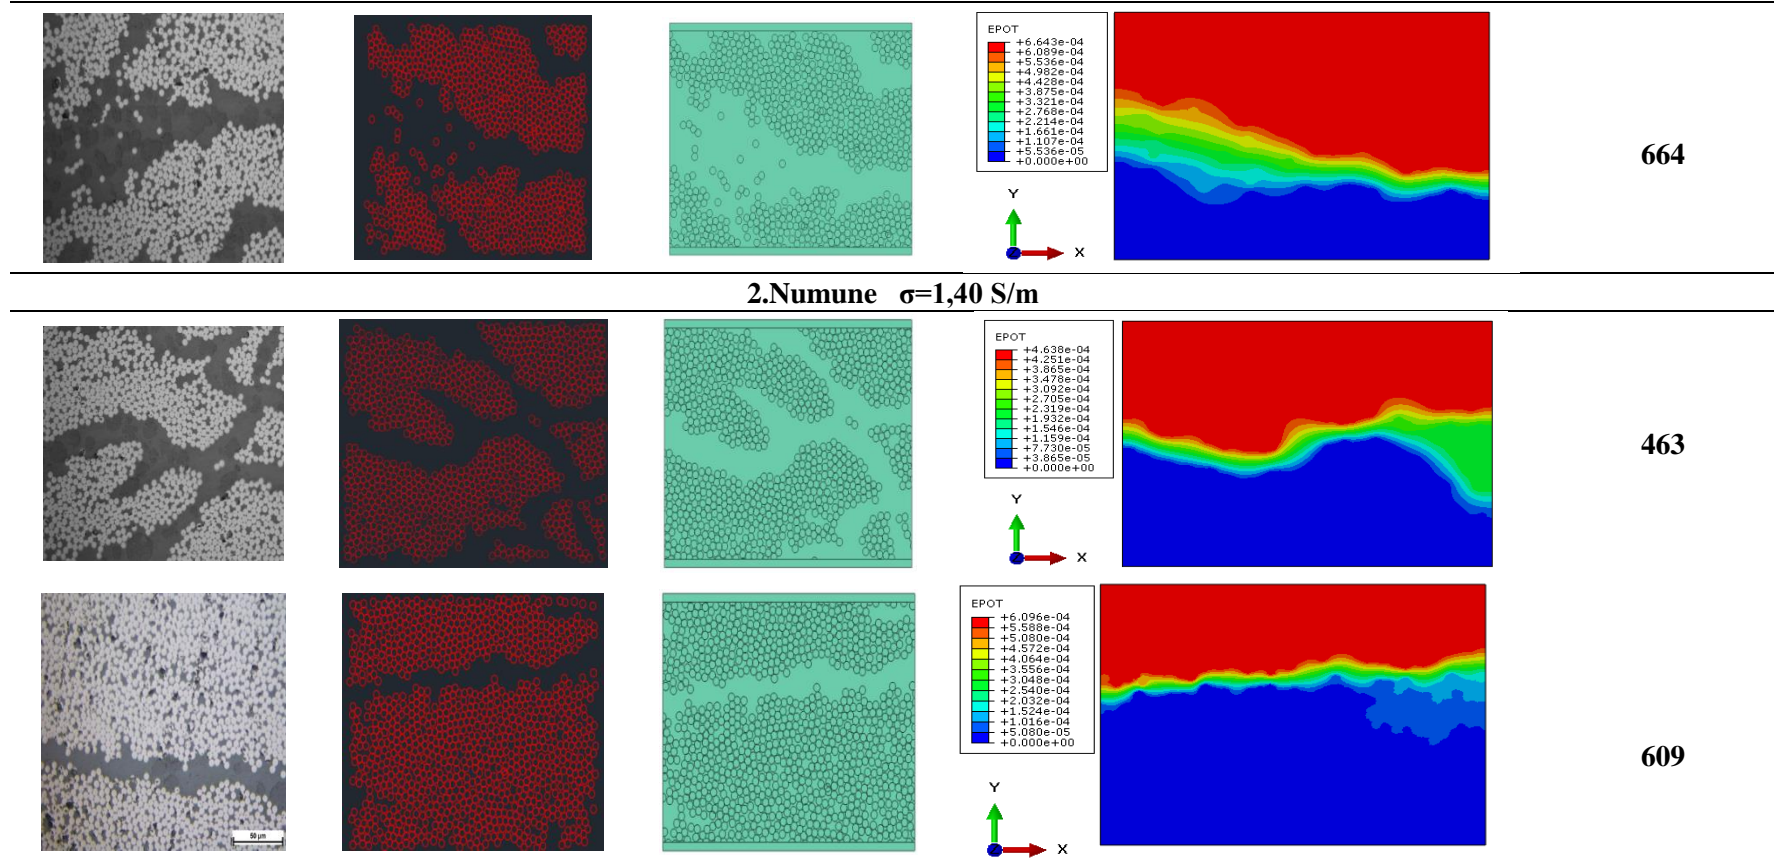 EPOT
+6.643e-04
+6.089e-04
+5.536e-04
+4.982e-04
+4.428e-04
+3.875e-04
+3.321e-04
+2.768e-04
+2.214e-04
+1.661e-04
+1.107e-04
+5.536e-05
+0.000e+00
Y
Z
X
664
2.Numune σ=1,40 S/m
EPOT
+4.638e-04
+4.251e-04
+3.865e-04
+3.478e-04
+3.092e-04
+2.705e-04
+2.319e-04
+1.932e-04
+1.546e-04
+1.159e-04
+7.730e-05
+3.865e-05
+0.000e+00
Y
Z
X
463
50 µm
EPOT
+6.096e-04
+5.588e-04
+5.080e-04
+4.572e-04
+4.064e-04
+3.556e-04
+3.048e-04
+2.540e-04
+2.032e-04
+1.524e-04
+1.016e-04
+5.080e-05
+0.000e+00
Y
Z
X
609